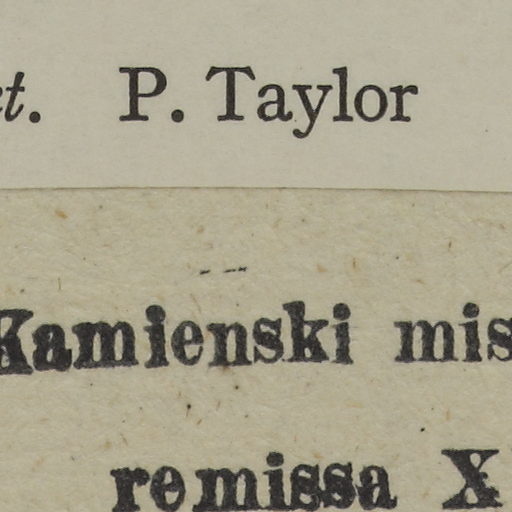 t. P. Taylor
Kamienski mis
remissa X